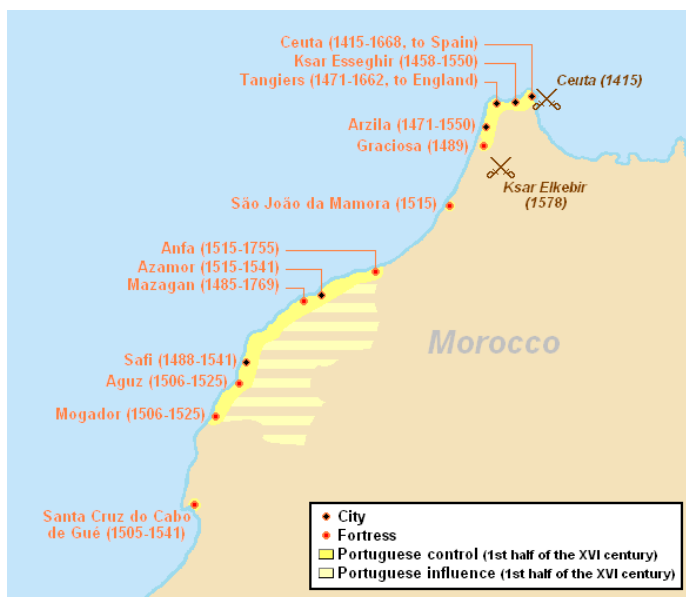 Ceuta (1415-1668, to Spain)
Ksar Esseghir (1458-1550)
Tangiers (1471-1662, to England)
Ceuta (1415)
Arzila (1471-1550)
Graciosa (1489)
Ksar Elkebir
(1578)
São João da Mamora (1515)
Anfa (1515-1755)
Azamor (1515-1541)
Mazagan (1485-1769)
Morocco
Safi (1488-1541)
Aguz (1506-1525)
Mogador (1506-1525)
Santa Cruz do Cabo
de Gué (1505-1541)
City
Fortress
Portuguese control (1st half of the XVI century)
Portuguese influence (1st half of the XVI century)